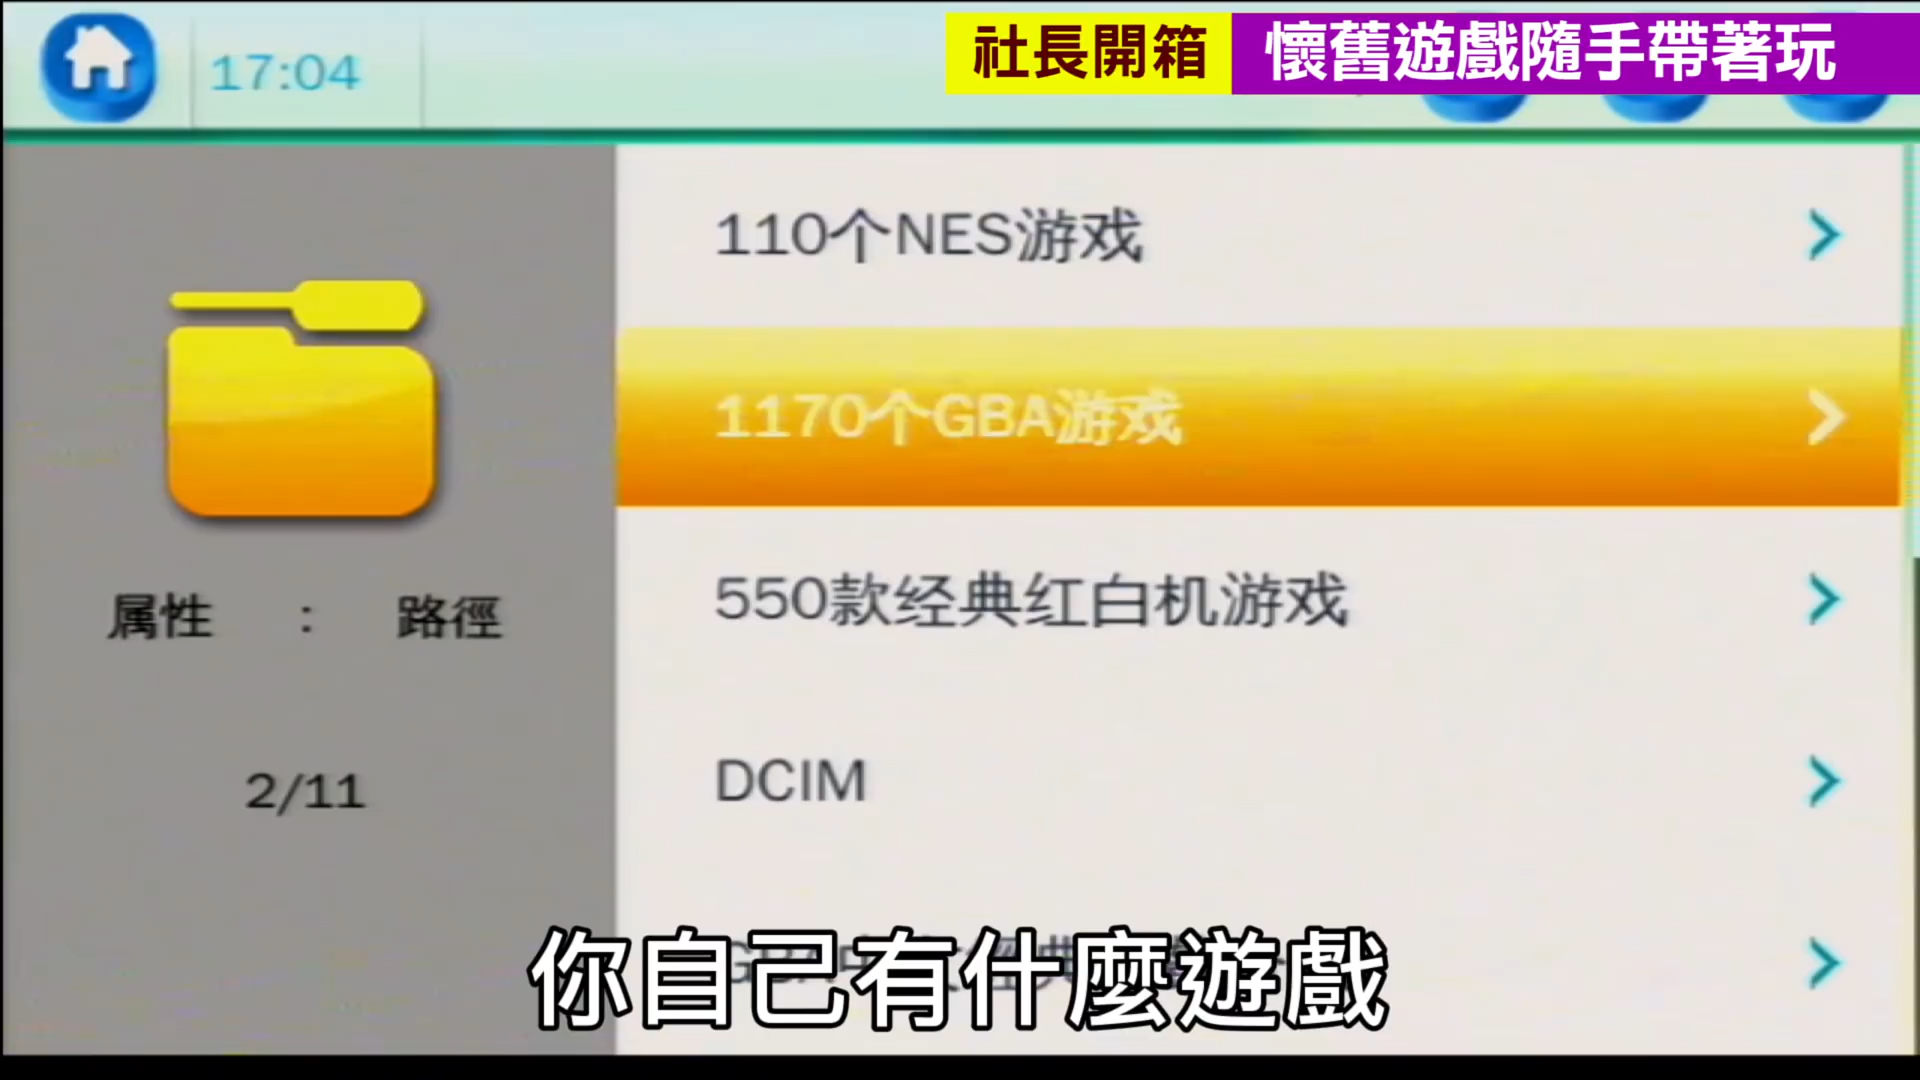 17:04
社長開箱 懷舊遊戲隨手帶著玩
110个NES游戏
1170个GBA游戏
550款经典红白机游戏
属性 : 路徑
DCIM
2/11
你自己有什麼遊戲